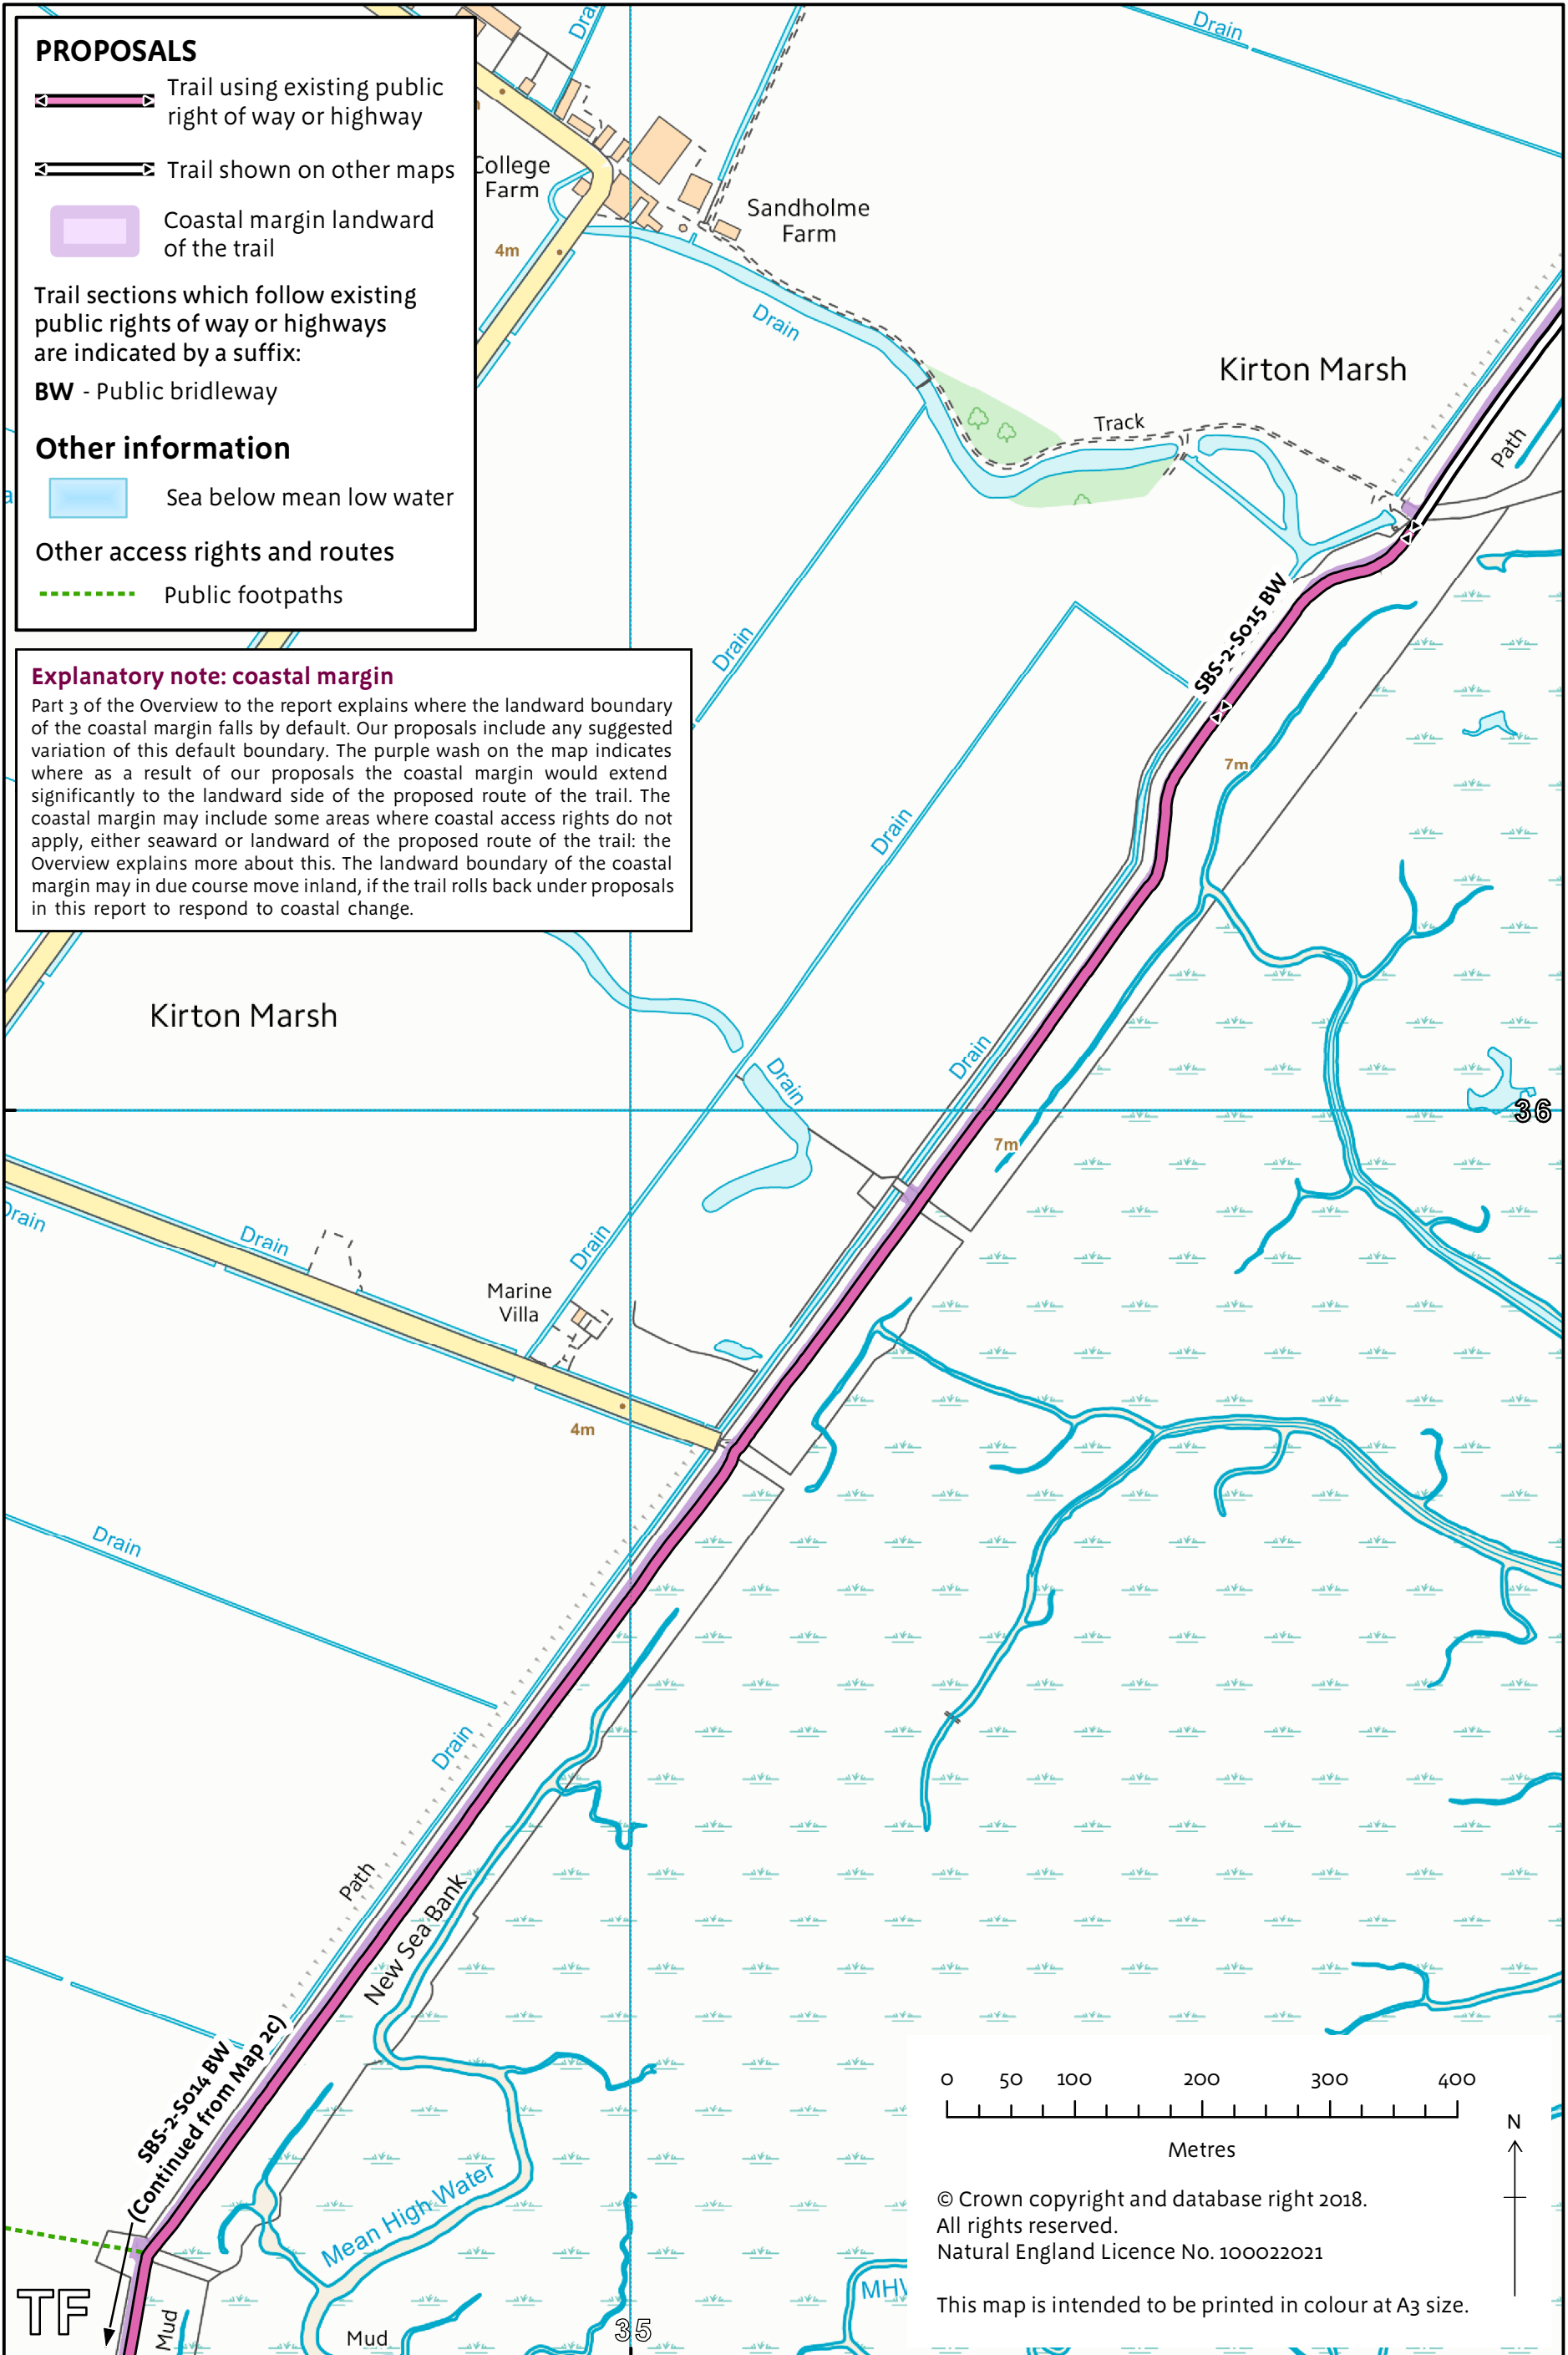 PROPOSALS
Trail using existing public
right of way or highway
Trail shown on other maps
Coastal margin landward
of the trail
Trail sections which follow existing
public rights of way or highways
are indicated by a suffix:
BW - Public bridleway
Other information
Sea below mean low water
Other access rights and routes
Public footpaths
Explanatory note: coastal margin
Part 3 of the Overview to the report explains where the landward boundary
of the coastal margin falls by default. Our proposals include any suggested
variation of this default boundary. The purple wash on the map indicates
where as a result of our proposals the coastal margin would extend
significantly to the landward side of the proposed route of the trail. The
coastal margin may include some areas where coastal access rights do not
apply, either seaward or landward of the proposed route of the trail: the
Overview explains more about this. The landward boundary of the coastal
margin may in due course move inland, if the trail rolls back under proposals
in this report to respond to coastal change.
Drain
College
Farm
4m
Sandholme
Farm
Drain
Kirton Marsh
Track
Path
SBS-2-S015 BW
Drain
7m
Drain
Kirton Marsh
Drain
Drain
36
7m
Drain
Drain
Drain
Marine
Villa
4m
Drain
Drain
Path
New Sea Bank
SBS-2-S014 BW
(Continued from Map 2c)
Mean High Water
TF
Mud
Mud
35
0 50 100 200 300 400
Metres
N
© Crown copyright and database right 2018.
All rights reserved.
Natural England Licence No. 100022021
This map is intended to be printed in colour at A3 size.